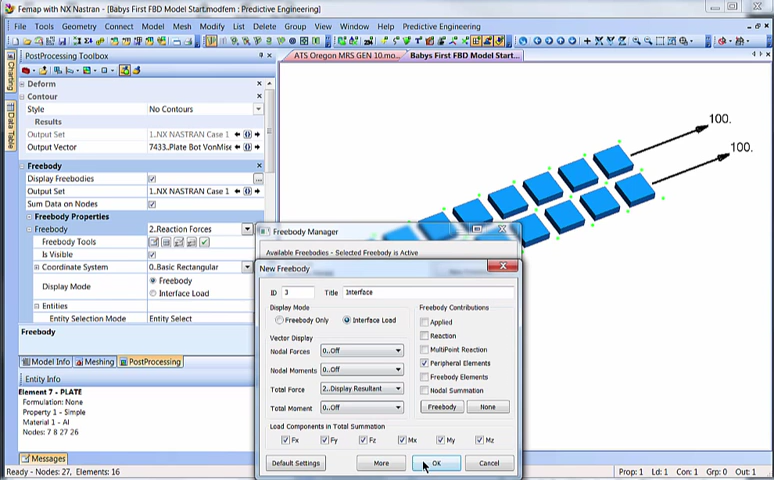 Femap with NX Nastran - [Babys First FBD Model Start.modfem : Predictive Engineering]
File Tools Geometry Connect Model Mesh Modify List Delete Group View Window Help Predictive Engineering
PostProcessing Toolbox
ATS Oregon MRS GEN 10.mo... Babys First FBD Model Start...
Charting
Data Table
Deform
Contour
Style No Contours
Results
Output Set 1..NX NASTRAN Case 1
Output Vector 7433..Plate Bot VonMise
Freebody
Display Freebodies
Output Set 1..NX NASTRAN Case 1
Sum Data on Nodes
Freebody Properties
Freebody 2..Reaction Forces
Freebody Tools
Is Visible
Coordinate System 0..Basic Rectangular
Display Mode Freebody
Interface Load
Entities
Entity Selection Mode Entity Select
Freebody
Model Info Meshing PostProcessing
Entity Info
Element 7 - PLATE
Formulation: None
Property 1 - Simple
Material 1 - Al
Nodes: 7 8 27 26
Messages
Ready - Nodes: 27, Elements: 16
Prop: 1 Ld: 1 Con: 1 Grp: 0 Out: 1
100.
100.
Freebody Manager
Available Freebodies - Selected Freebody is Active
New Freebody
ID 3 Title Interface
Display Mode
Freebody Only Interface Load
Vector Display
Nodal Forces 0..Off
Nodal Moments 0..Off
Total Force 2..Display Resultant
Total Moment 0..Off
Freebody Contributions
Applied
Reaction
MultiPoint Reaction
Peripheral Elements
Freebody Elements
Nodal Summation
Freebody None
Load Components in Total Summation
Fx Fy Fz Mx My Mz
Default Settings More OK Cancel